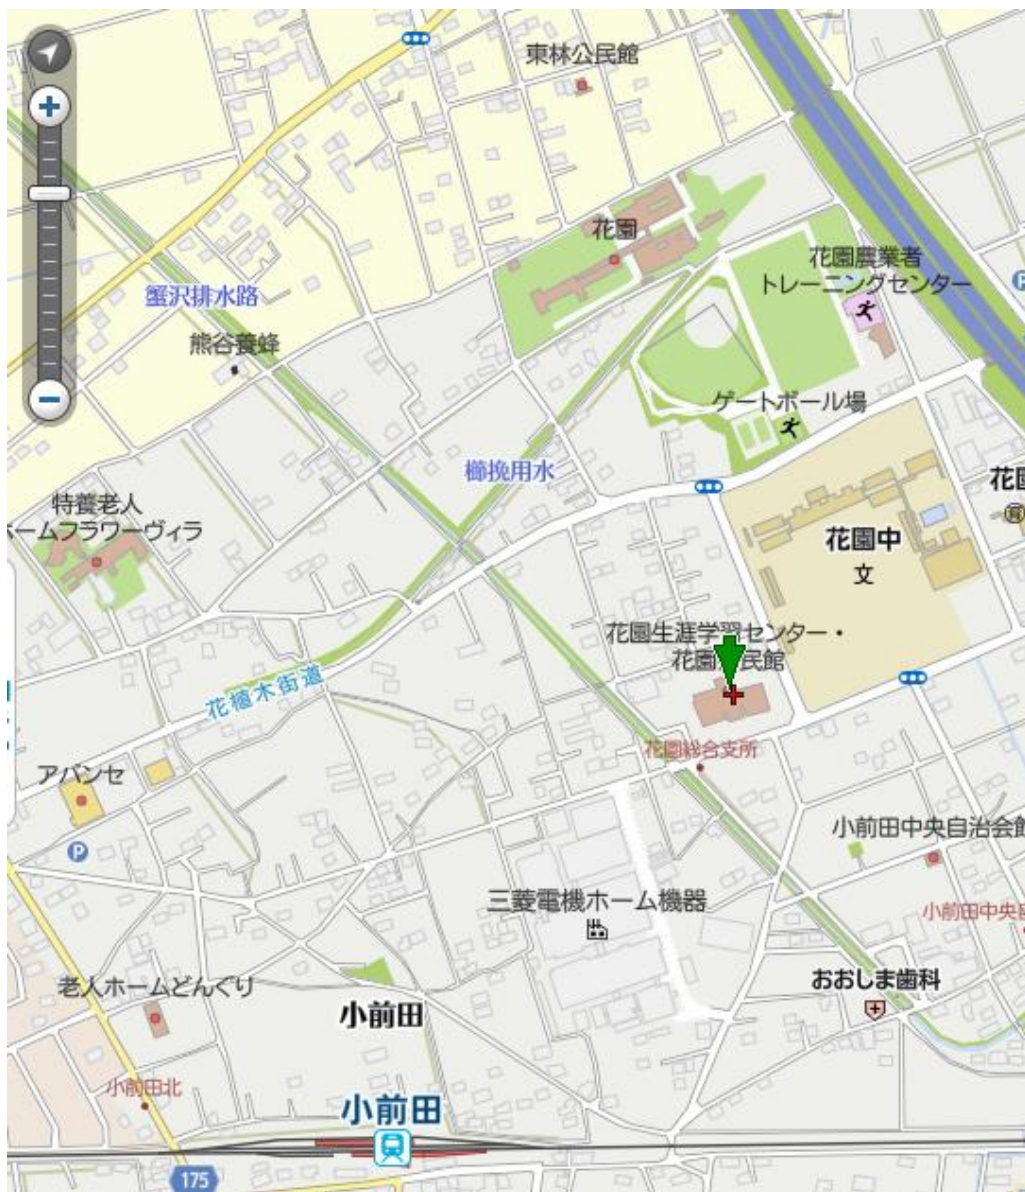 東林公民館
花園
花園農業者
トレーニングセンター
蟹沢排水路
熊谷養蜂
ゲートボール場
櫛挽用水
花園
特養老人
ホームフラワーヴィラ
花園中
文
花園生涯学習センター・
花園公民館
花植木街道
花園総合支所
アバンセ
P
小前田中央自治会館
三菱電機ホーム機器
小前田中央自
おおしま歯科
老人ホームどんぐり
小前田
小前田北
小前田
175